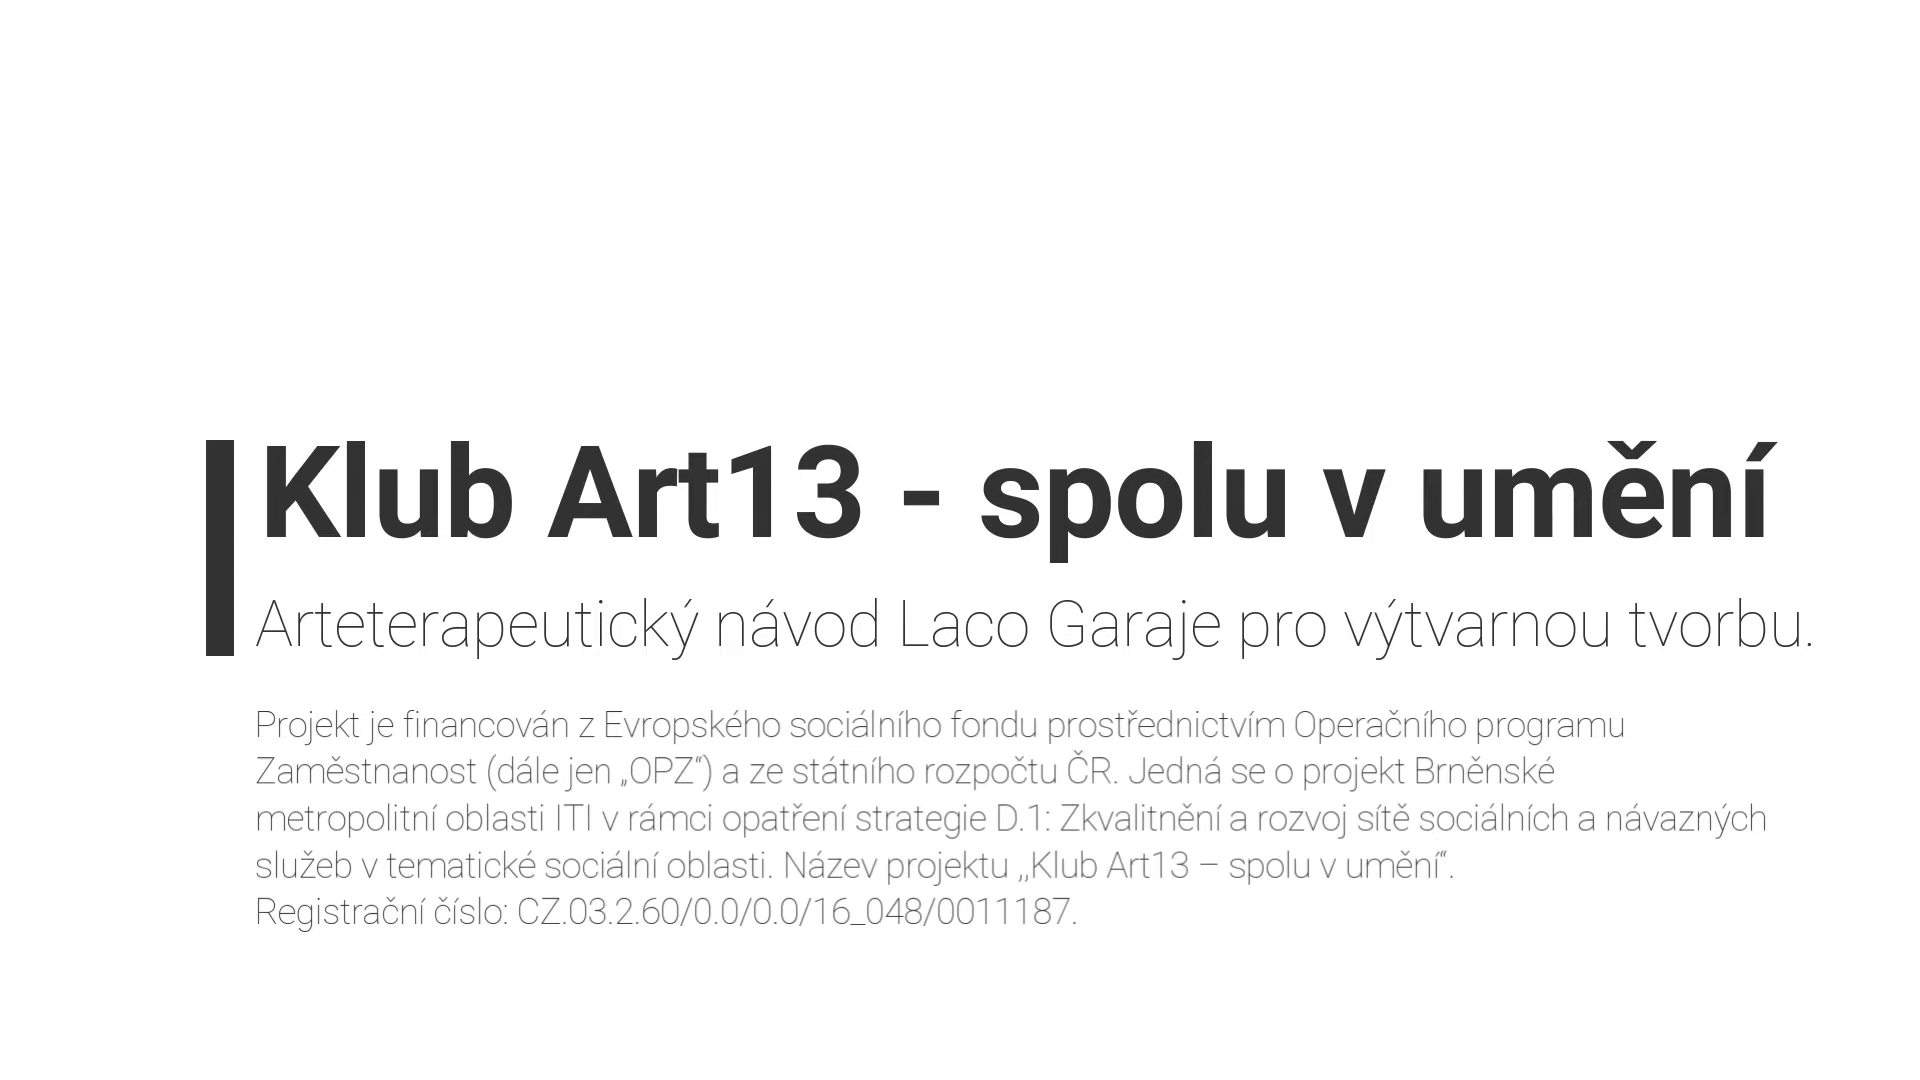 Klub Art13 - spolu v umění
Arteterapeutický návod Laco Garaje pro výtvarnou tvorbu.
Projekt je financován z Evropského sociálního fondu prostřednictvím Operačního programu
Zaměstnanost (dále jen „OPZ“) a ze státního rozpočtu ČR. Jedná se o projekt Brněnské
metropolitní oblasti ITI v rámci opatření strategie D.1: Zkvalitnění a rozvoj sítě sociálních a návazných
služeb v tematické sociální oblasti. Název projektu ,,Klub Art13 – spolu v umění“.
Registrační číslo: CZ.03.2.60/0.0/0.0/16_048/0011187.